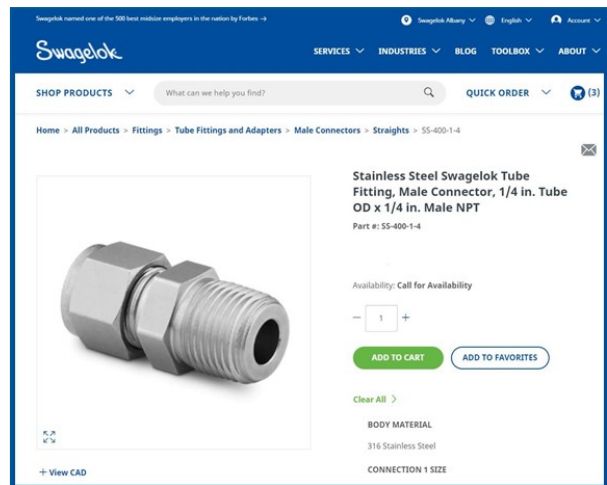 Swagelok named one of the 500 best midsize employers in the nation by Forbes →
Swagelok Albany
English
Account
Swagelok
SERVICES
INDUSTRIES
BLOG
TOOLBOX
ABOUT
SHOP PRODUCTS
What can we help you find?
QUICK ORDER
(3)
Home > All Products > Fittings > Tube Fittings and Adapters > Male Connectors > Straights > SS-400-1-4
Stainless Steel Swagelok Tube
Fitting, Male Connector, 1/4 in. Tube
OD x 1/4 in. Male NPT
Part #: SS-400-1-4
Availability: Call for Availability
— 1 +
ADD TO CART
ADD TO FAVORITES
Clear All >
BODY MATERIAL
316 Stainless Steel
CONNECTION 1 SIZE
+ View CAD